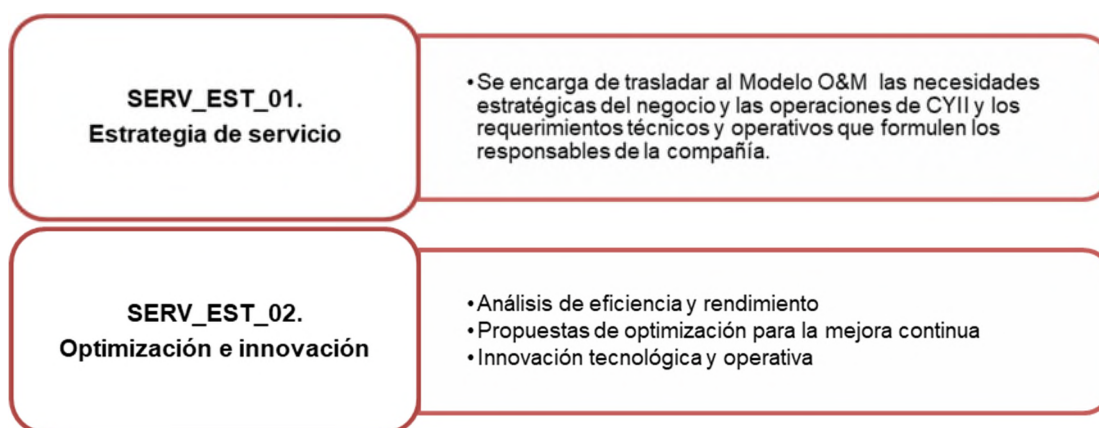 SERV_EST_01.
Estrategia de servicio
•Se encarga de trasladar al Modelo O&M las necesidades
estratégicas del negocio y las operaciones de CYII y los
requerimientos técnicos y operativos que formulen los
responsables de la compañía.
SERV_EST_02.
Optimización e innovación
•Análisis de eficiencia y rendimiento
•Propuestas de optimización para la mejora continua
•Innovación tecnológica y operativa